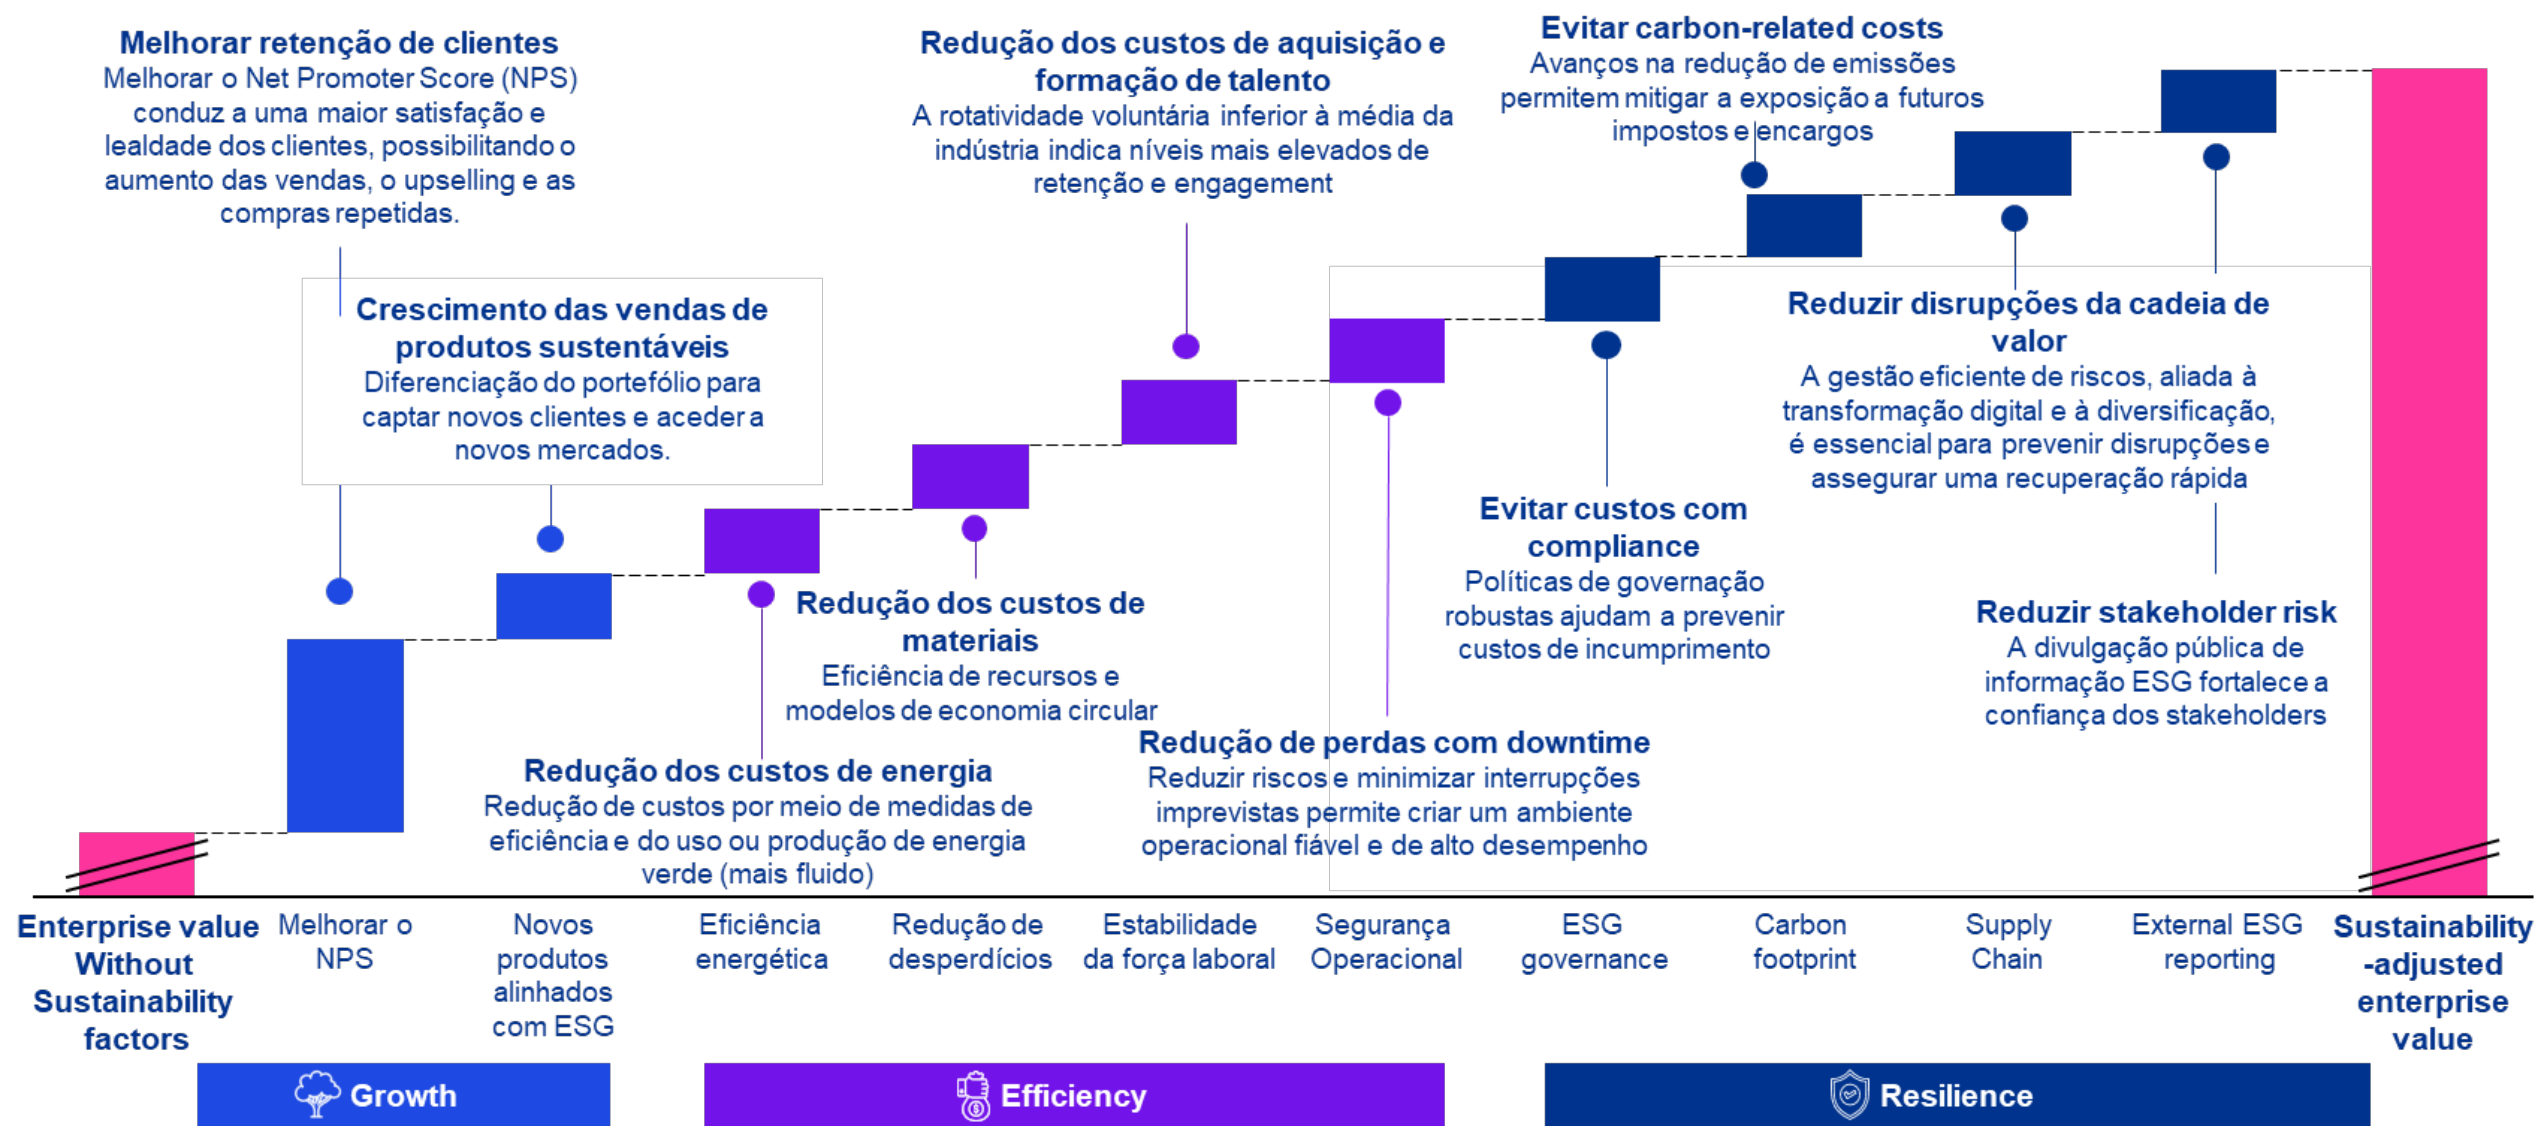 Melhorar retenção de clientes
Melhorar o Net Promoter Score (NPS)
conduz a uma maior satisfação e
lealdade dos clientes, possibilitando o
aumento das vendas, o upselling e as
compras repetidas.
Crescimento das vendas de
produtos sustentáveis
Diferenciação do portefólio para
captar novos clientes e aceder a
novos mercados.
Redução dos custos de energia
Redução de custos por meio de medidas de
eficiência e do uso ou produção de energia
verde (mais fluido)
Redução dos custos de
materiais
Eficiência de recursos e
modelos de economia circular
Redução dos custos de aquisição e
formação de talento
A rotatividade voluntária inferior à média da
indústria indica níveis mais elevados de
retenção e engagement
Redução de perdas com downtime
Reduzir riscos e minimizar interrupções
imprevistas permite criar um ambiente
operacional fiável e de alto desempenho
Evitar custos com
compliance
Políticas de governação
robustas ajudam a prevenir
custos de incumprimento
Evitar carbon-related costs
Avanços na redução de emissões
permitem mitigar a exposição a futuros
impostos e encargos
Reduzir disrupções da cadeia de
valor
A gestão eficiente de riscos, aliada à
transformação digital e à diversificação,
é essencial para prevenir disrupções e
assegurar uma recuperação rápida
Reduzir stakeholder risk
A divulgação pública de
informação ESG fortalece a
confiança dos stakeholders
Enterprise value
Without
Sustainability
factors
Melhorar o
NPS
Novos
produtos
alinhados
com ESG
Eficiência
energética
Redução de
desperdícios
Estabilidade
da força laboral
Segurança
Operacional
ESG
governance
Carbon
footprint
Supply
Chain
External ESG
reporting
Sustainability
-adjusted
enterprise
value
Growth
Efficiency
Resilience